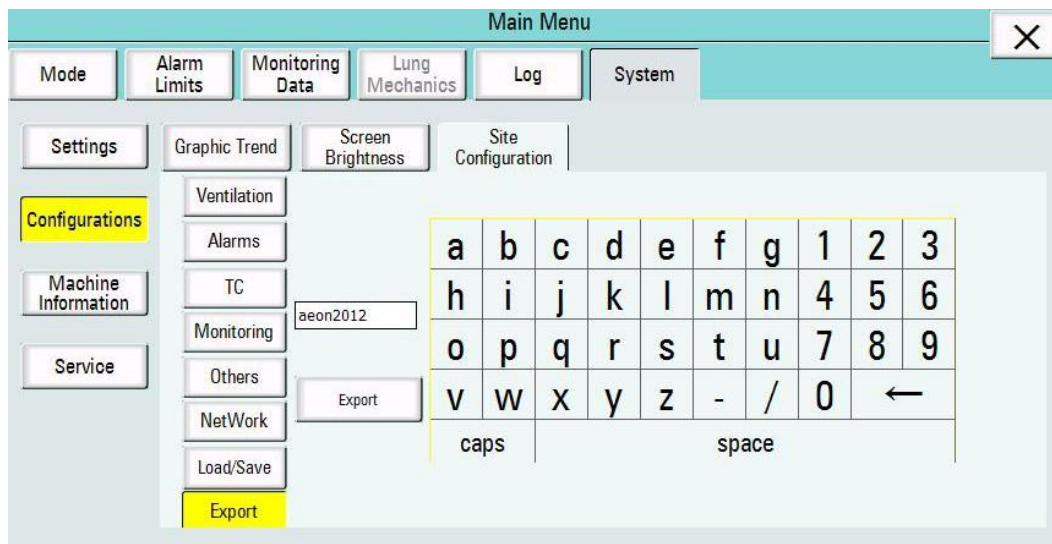 Main Menu
X
Mode
Alarm
Limits
Monitoring
Data
Lung
Mechanics
Log
System
Settings
Configurations
Machine
Information
Service
Graphic Trend
Screen
Brightness
Site
Configuration
Ventilation
Alarms
TC
Monitoring
Others
NetWork
Load/Save
Export
aeon2012
Export
a b c d e f g 1 2 3
h i j k l m n 4 5 6
o p q r s t u 7 8 9
v w x y z - / 0 ←
caps space